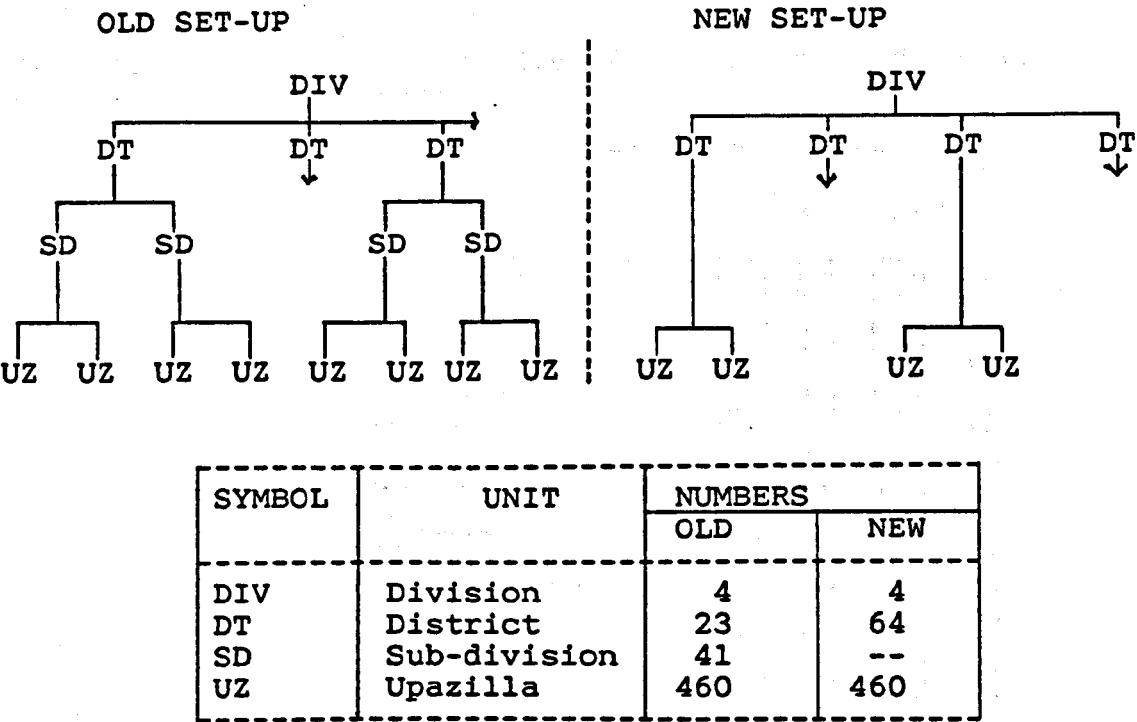 OLD SET-UP
NEW SET-UP
DIV
DT DT DT
SD SD SD SD
UZ UZ UZ UZ UZ UZ UZ UZ
DIV
DT DT DT DT
UZ UZ UZ UZ
SYMBOL UNIT NUMBERS
OLD NEW
DIV Division 4 4
DT District 23 64
SD Sub-division 41 --
UZ Upazilla 460 460